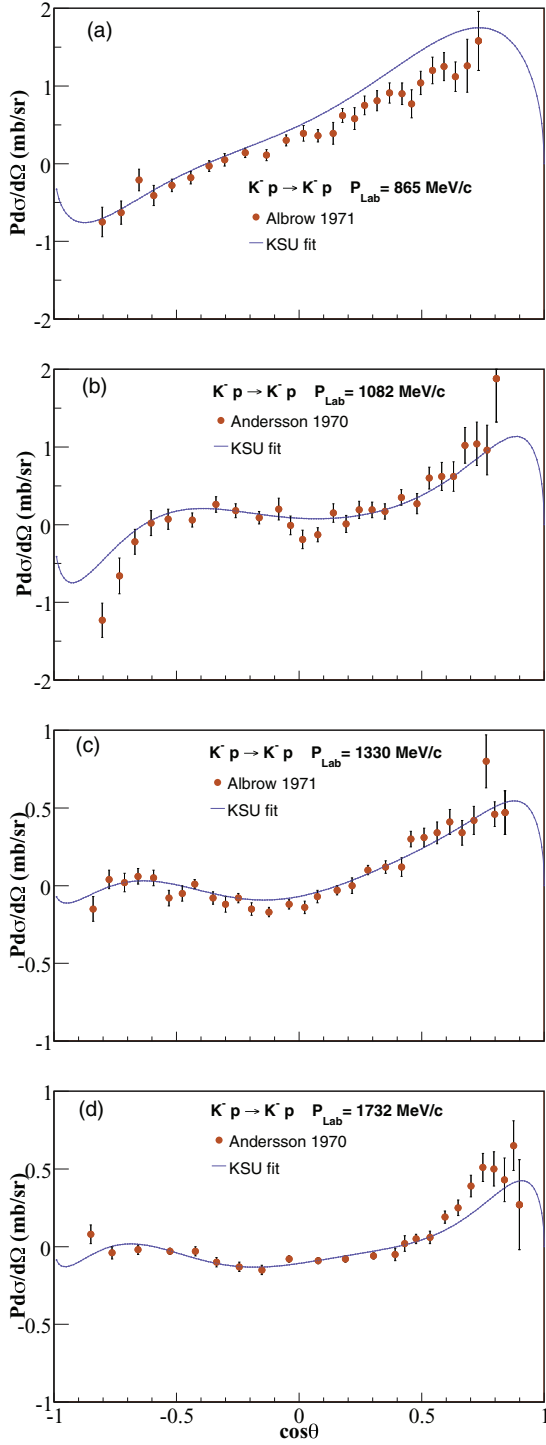 (a)
2
1
0
-1
-2
Pdσ/dΩ (mb/sr)
K⁻ p → K⁻ p P_Lab = 865 MeV/c
Albrow 1971
KSU fit
(b)
2
1
0
-1
-2
Pdσ/dΩ (mb/sr)
K⁻ p → K⁻ p P_Lab = 1082 MeV/c
Andersson 1970
KSU fit
(c)
1
0.5
0
-0.5
-1
Pdσ/dΩ (mb/sr)
K⁻ p → K⁻ p P_Lab = 1330 MeV/c
Albrow 1971
KSU fit
(d)
1
0.5
0
-0.5
-1
Pdσ/dΩ (mb/sr)
K⁻ p → K⁻ p P_Lab = 1732 MeV/c
Andersson 1970
KSU fit
-1 -0.5 0 0.5 1
cosθ